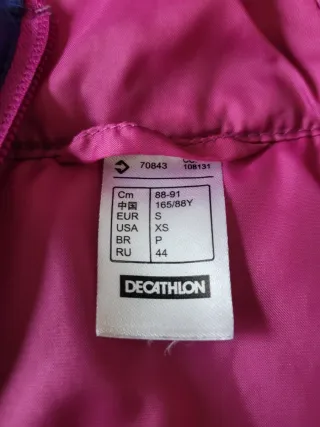 70843
108131
Cm 88-91
中国 165/88Y
EUR S
USA XS
BR P
RU 44
DECATHLON